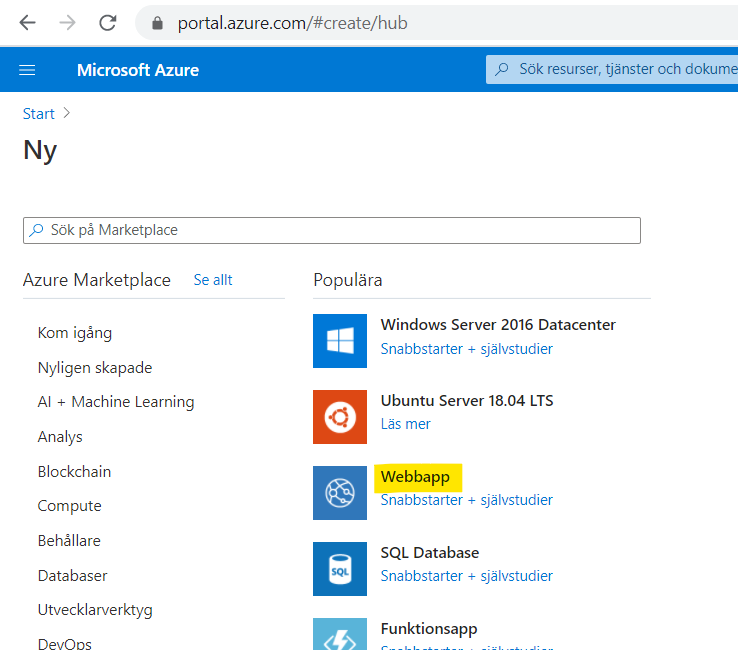 portal.azure.com/#create/hub
Microsoft Azure
Sök resurser, tjänster och dokume
Start
Ny
Sök på Marketplace
Azure Marketplace Se allt
Kom igång
Nyligen skapade
AI + Machine Learning
Analys
Blockchain
Compute
Behållare
Databaser
Utvecklarverktyg
DevOps
Populära
Windows Server 2016 Datacenter
Snabbstarter + självstudier
Ubuntu Server 18.04 LTS
Läs mer
Webbapp
Snabbstarter + självstudier
SQL
SQL Database
Snabbstarter + självstudier
Funktionsapp
Snabbstarter + självstudier